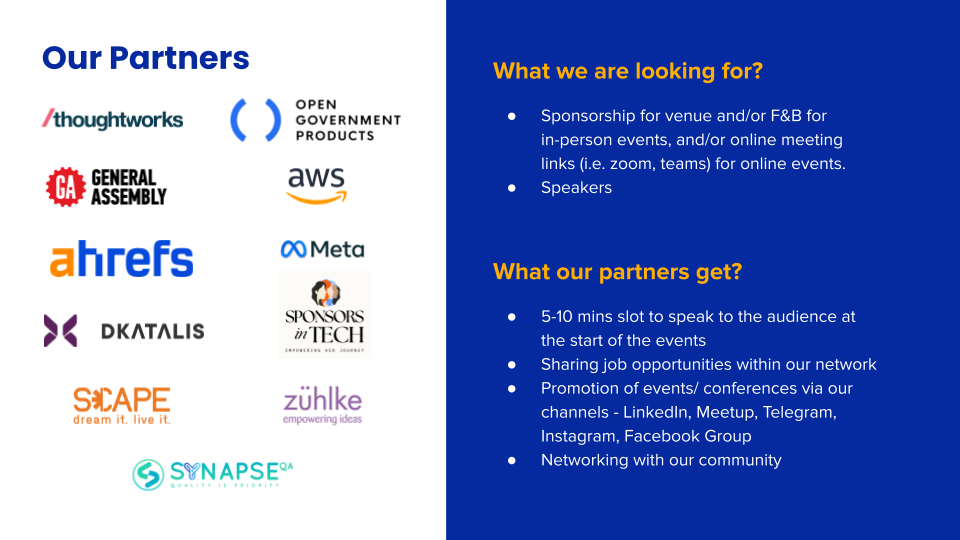 Our Partners
/thoughtworks
OPEN
GOVERNMENT
PRODUCTS
GA
GENERAL
ASSEMBLY
aws
ahrefs
Meta
SPONSORS
in TECH
EMPOWERING HER JOURNEY
DKATALIS
SCAPE
dream it. live it.
zühlke
empowering ideas
SYNAPSE QA
QUALITY IS PRIORITY
What we are looking for?
● Sponsorship for venue and/or F&B for
in-person events, and/or online meeting
links (i.e. zoom, teams) for online events.
● Speakers
What our partners get?
● 5-10 mins slot to speak to the audience at
the start of the events
● Sharing job opportunities within our network
● Promotion of events/ conferences via our
channels - LinkedIn, Meetup, Telegram,
Instagram, Facebook Group
● Networking with our community